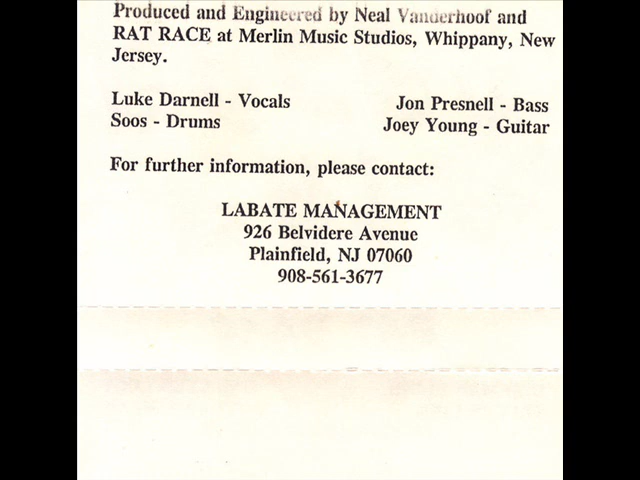 Produced and Engineered by Neal Vanderhoof and
RAT RACE at Merlin Music Studios, Whippany, New
Jersey.
Luke Darnell - Vocals Jon Presnell - Bass
Soos - Drums Joey Young - Guitar
For further information, please contact:
LABATE MANAGEMENT
926 Belvidere Avenue
Plainfield, NJ 07060
908-561-3677